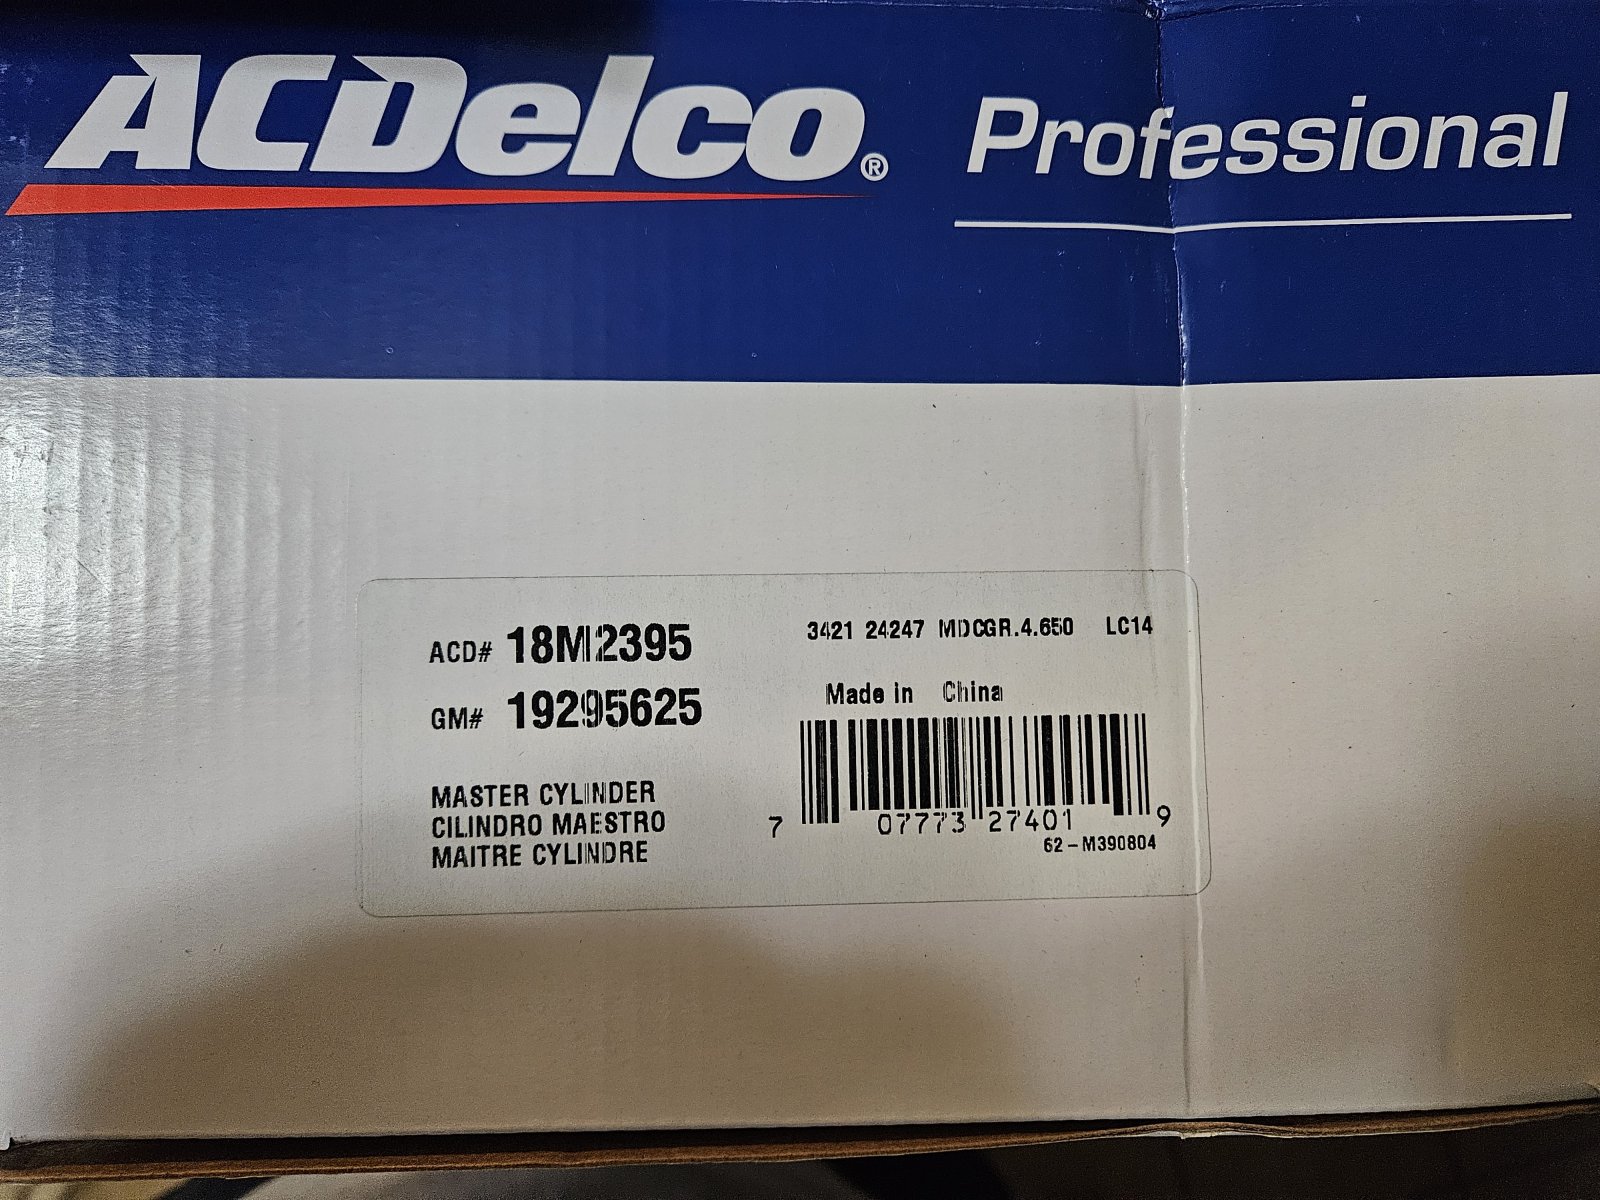 ACDelco® Professional
ACD# 18M2395
GM# 19295625
MASTER CYLINDER
CILINDRO MAESTRO
MAITRE CYLINDRE
3421 24247 MDCGR.4.650 LC14
Made in China
7 07773 27401 9
62-M390804